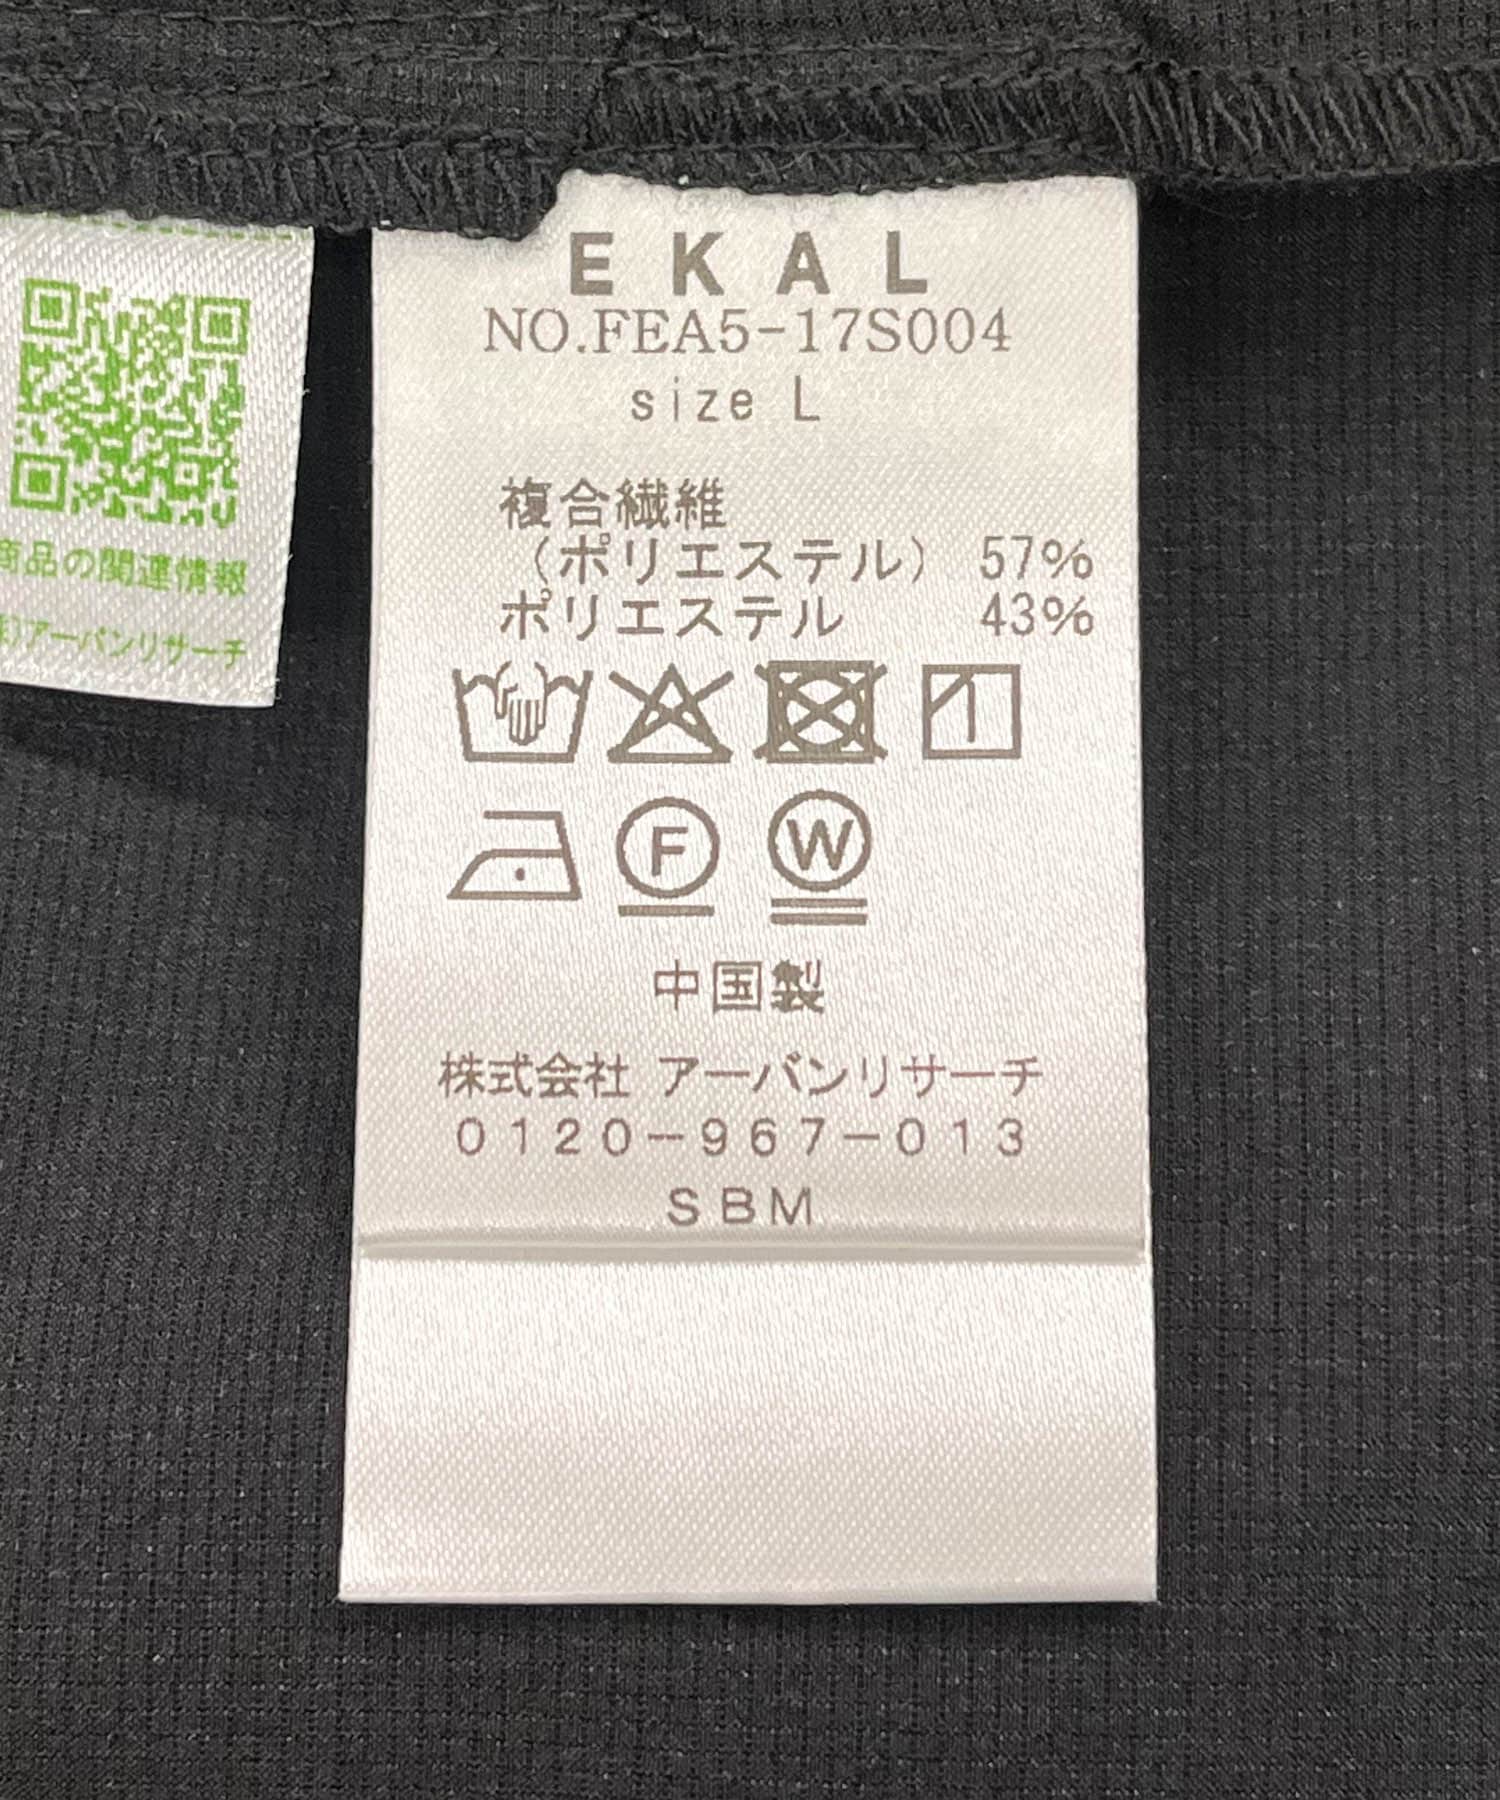 EKAL
NO.FEA5-17S004
size L
複合繊維
(ポリエステル) 57%
ポリエステル 43%
1
F
W
中国製
株式会社 アーバンリサーチ
0120-967-013
SBM
商品の関連情報
アーバンリサーチ